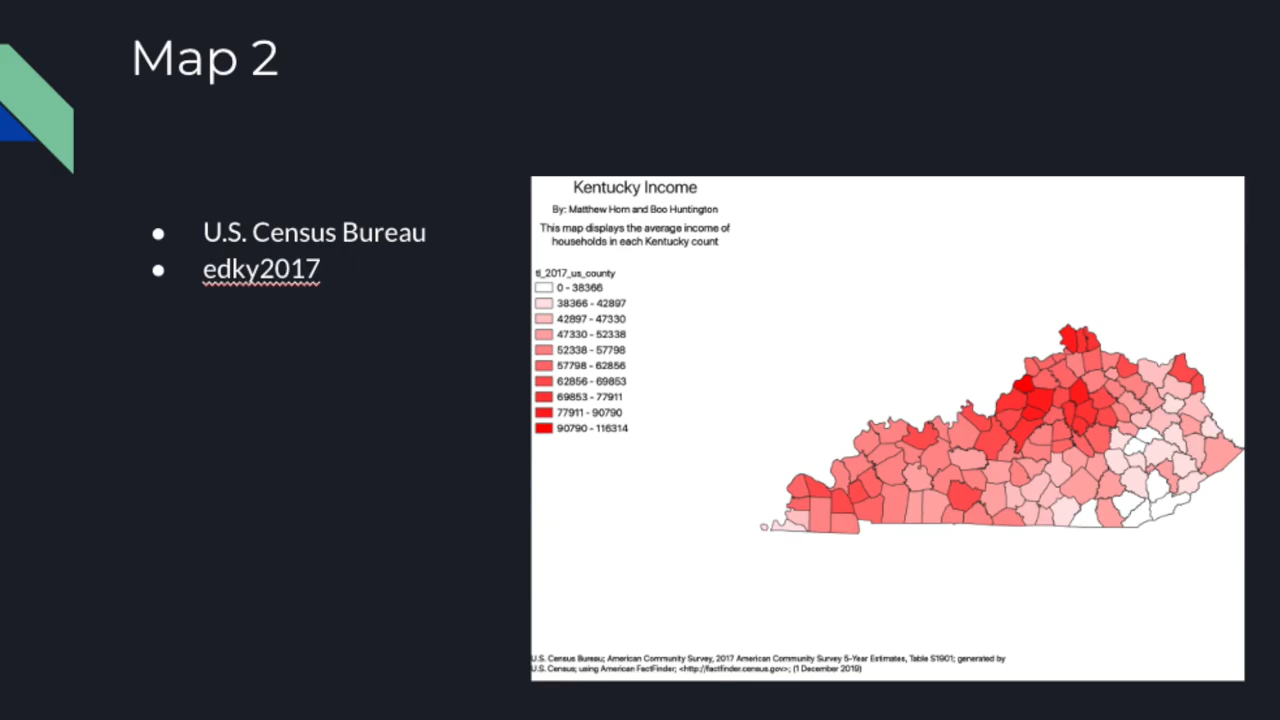 Map 2
U.S. Census Bureau
edky2017
Kentucky Income
By: Matthew Horn and Boo Huntington
This map displays the average income of
households in each Kentucky count
tl_2017_us_county
0 - 38366
38366 - 42897
42897 - 47330
47330 - 52338
52338 - 57798
57798 - 62856
62856 - 69853
69853 - 77911
77911 - 90790
90790 - 116314
U.S. Census Bureau; American Community Survey, 2017 American Community Survey 5-Year Estimates, Table S1901; generated by
U.S. Census; using American FactFinder; <http://factfinder.census.gov>; (1 December 2019)